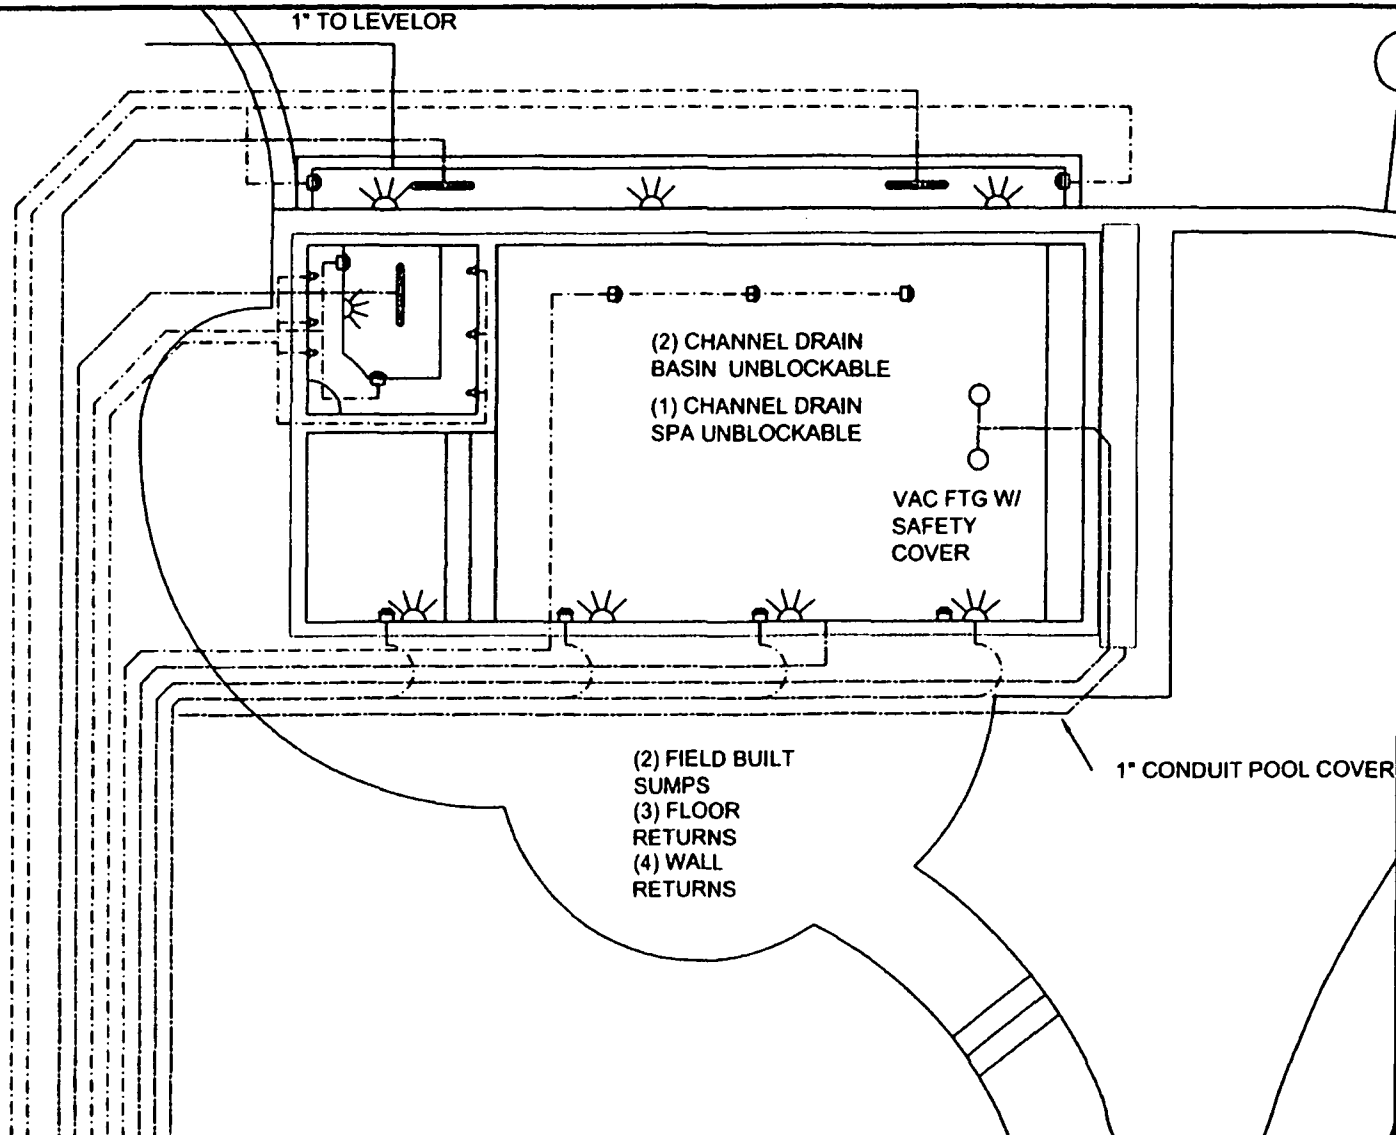 1" TO LEVELOR
(2) CHANNEL DRAIN
BASIN UNBLOCKABLE
(1) CHANNEL DRAIN
SPA UNBLOCKABLE
VAC FTG W/
SAFETY
COVER
(2) FIELD BUILT
SUMPS
(3) FLOOR
RETURNS
(4) WALL
RETURNS
1" CONDUIT POOL COVER